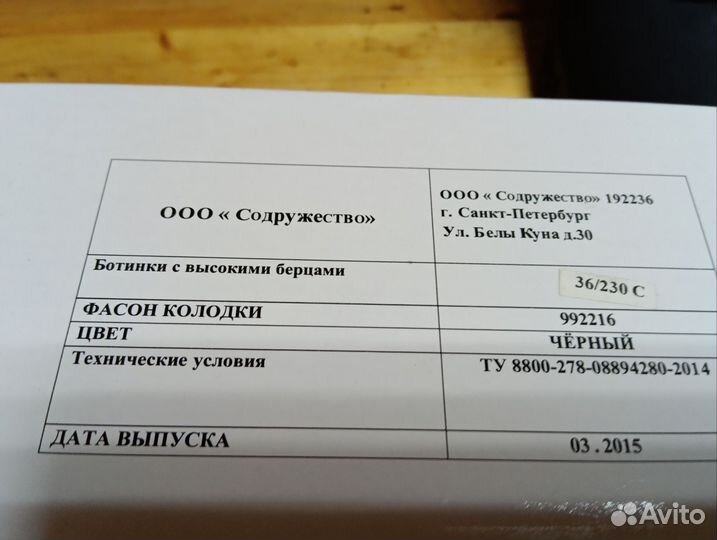 ООО « Содружество»
ООО « Содружество» 192236
г. Санкт-Петербург
Ул. Белы Куна д.30
Ботинки с высокими берцами
36/230 С
ФАСОН КОЛОДКИ
992216
ЦВЕТ
ЧЁРНЫЙ
Технические условия
ТУ 8800-278-08894280-2014
ДАТА ВЫПУСКА
03 . 2015
Avito